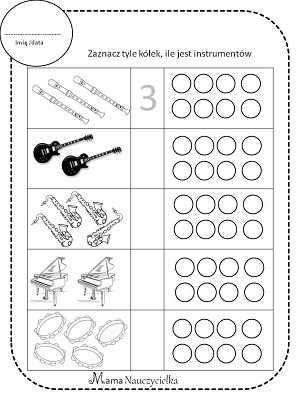 Imię /data
Zaznacz tyle kółek, ile jest instrumentów
3
Mama Nauczycielka